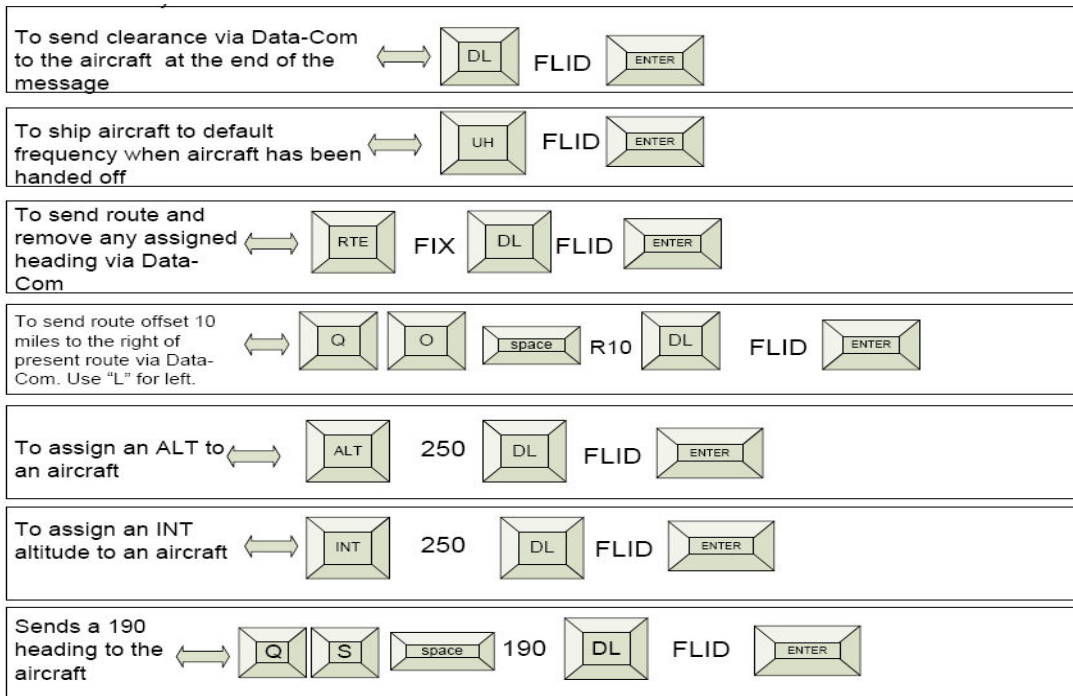 To send clearance via Data-Com
to the aircraft at the end of the
message
DL FLID ENTER
To ship aircraft to default
frequency when aircraft has been
handed off
UH FLID ENTER
To send route and
remove any assigned
heading via Data-
Com
RTE FIX DL FLID ENTER
To send route offset 10
miles to the right of
present route via Data-
Com. Use “L” for left.
Q O space R10 DL FLID ENTER
To assign an ALT to
an aircraft
ALT 250 DL FLID ENTER
To assign an INT
altitude to an aircraft
INT 250 DL FLID ENTER
Sends a 190
heading to the
aircraft
Q S space 190 DL FLID ENTER